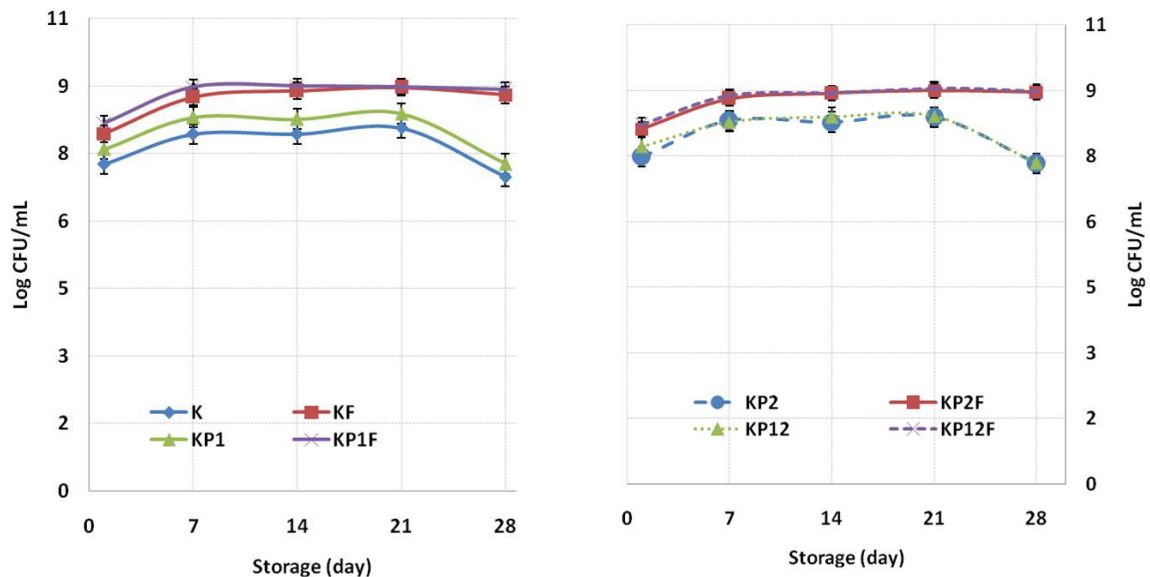 11
9
8
6
5
3
2
0
Log CFU/mL
K
KF
KP1
KP1F
0 7 14 21 28
Storage (day)
11
9
8
6
5
3
2
0
Log CFU/mL
KP2
KP2F
KP12
KP12F
0 7 14 21 28
Storage (day)